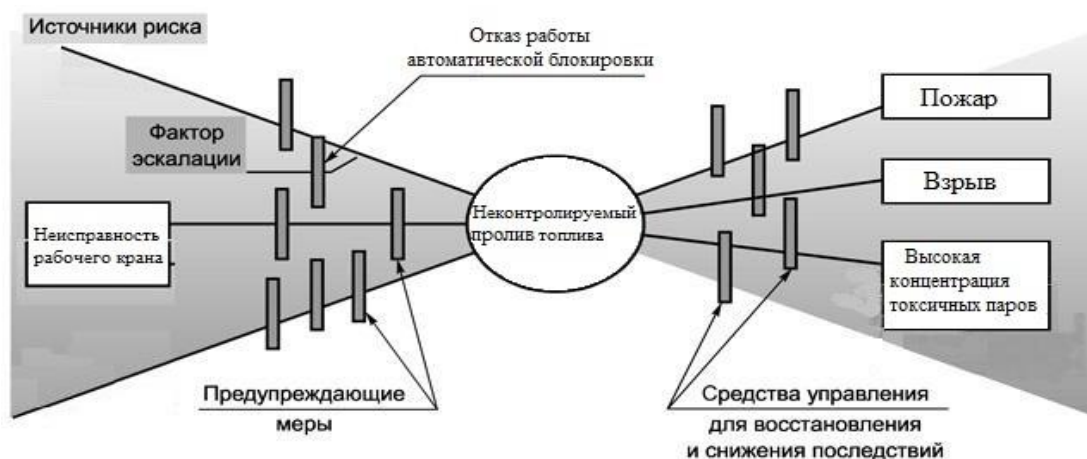 Источники риска
Отказ работы
автоматической блокировки
Фактор
эскалации
Неисправность
рабочего крана
Неконтролируемый
пролив топлива
Пожар
Взрыв
Высокая
концентрация
токсичных паров
Предупреждающие
меры
Средства управления
для восстановления
и снижения последствий